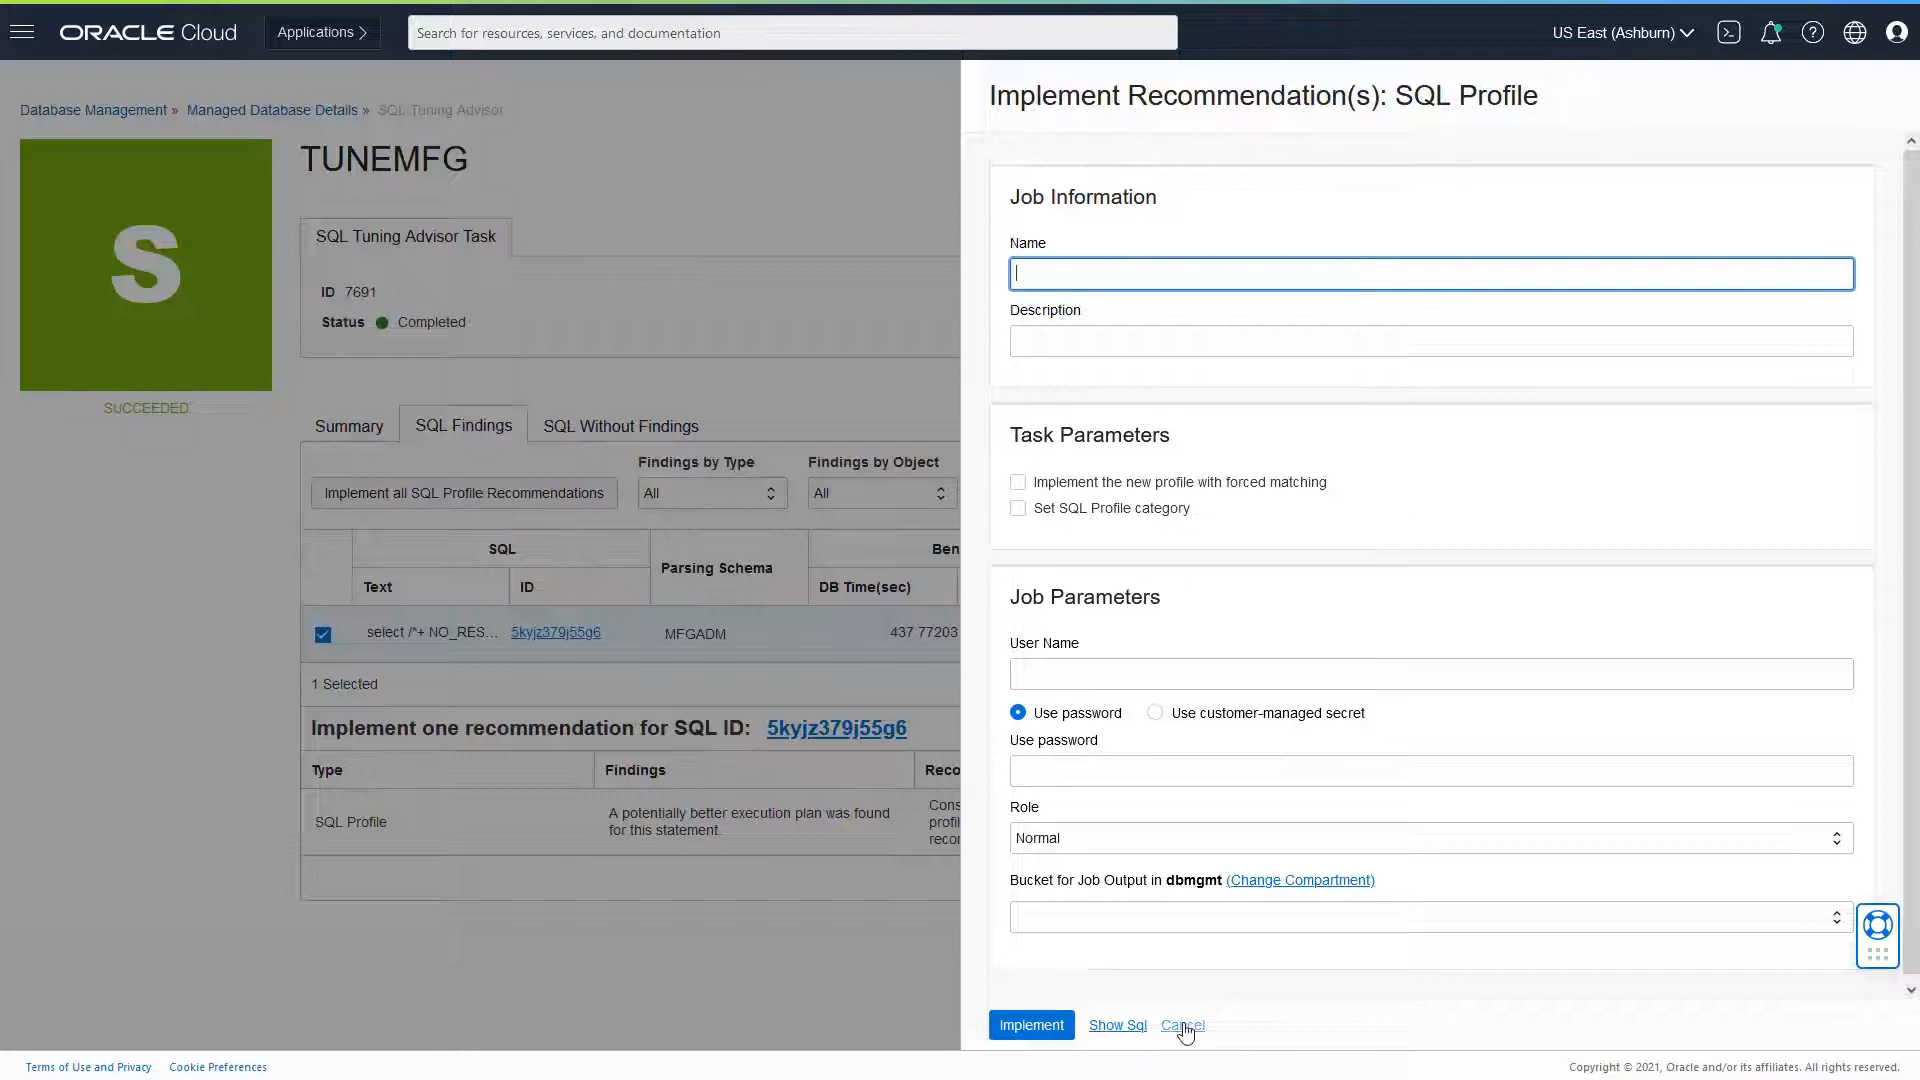 ORACLE Cloud
Applications
Search for resources, services, and documentation
US East (Ashburn)
Database Management » Managed Database Details » SQL Tuning Advisor
S
SUCCEEDED
TUNEMFG
SQL Tuning Advisor Task
ID 7691
Status Completed
Summary
SQL Findings
SQL Without Findings
Implement all SQL Profile Recommendations
Findings by Type
All
Findings by Object
All
SQL
Parsing Schema
Ben
Text
ID
DB Time(sec)
select /*+ NO_RES...
5kyjz379j55g6
MFGADM
437 77203
1 Selected
Implement one recommendation for SQL ID: 5kyjz379j55g6
Type
Findings
Reco
SQL Profile
A potentially better execution plan was found
for this statement.
Cons
profil
recor
Implement Recommendation(s): SQL Profile
Job Information
Name
Description
Task Parameters
Implement the new profile with forced matching
Set SQL Profile category
Job Parameters
User Name
Use password
Use customer-managed secret
Use password
Role
Normal
Bucket for Job Output in dbmgmt (Change Compartment)
Implement
Show Sql
Cancel
Terms of Use and Privacy
Cookie Preferences
Copyright © 2021, Oracle and/or its affiliates. All rights reserved.